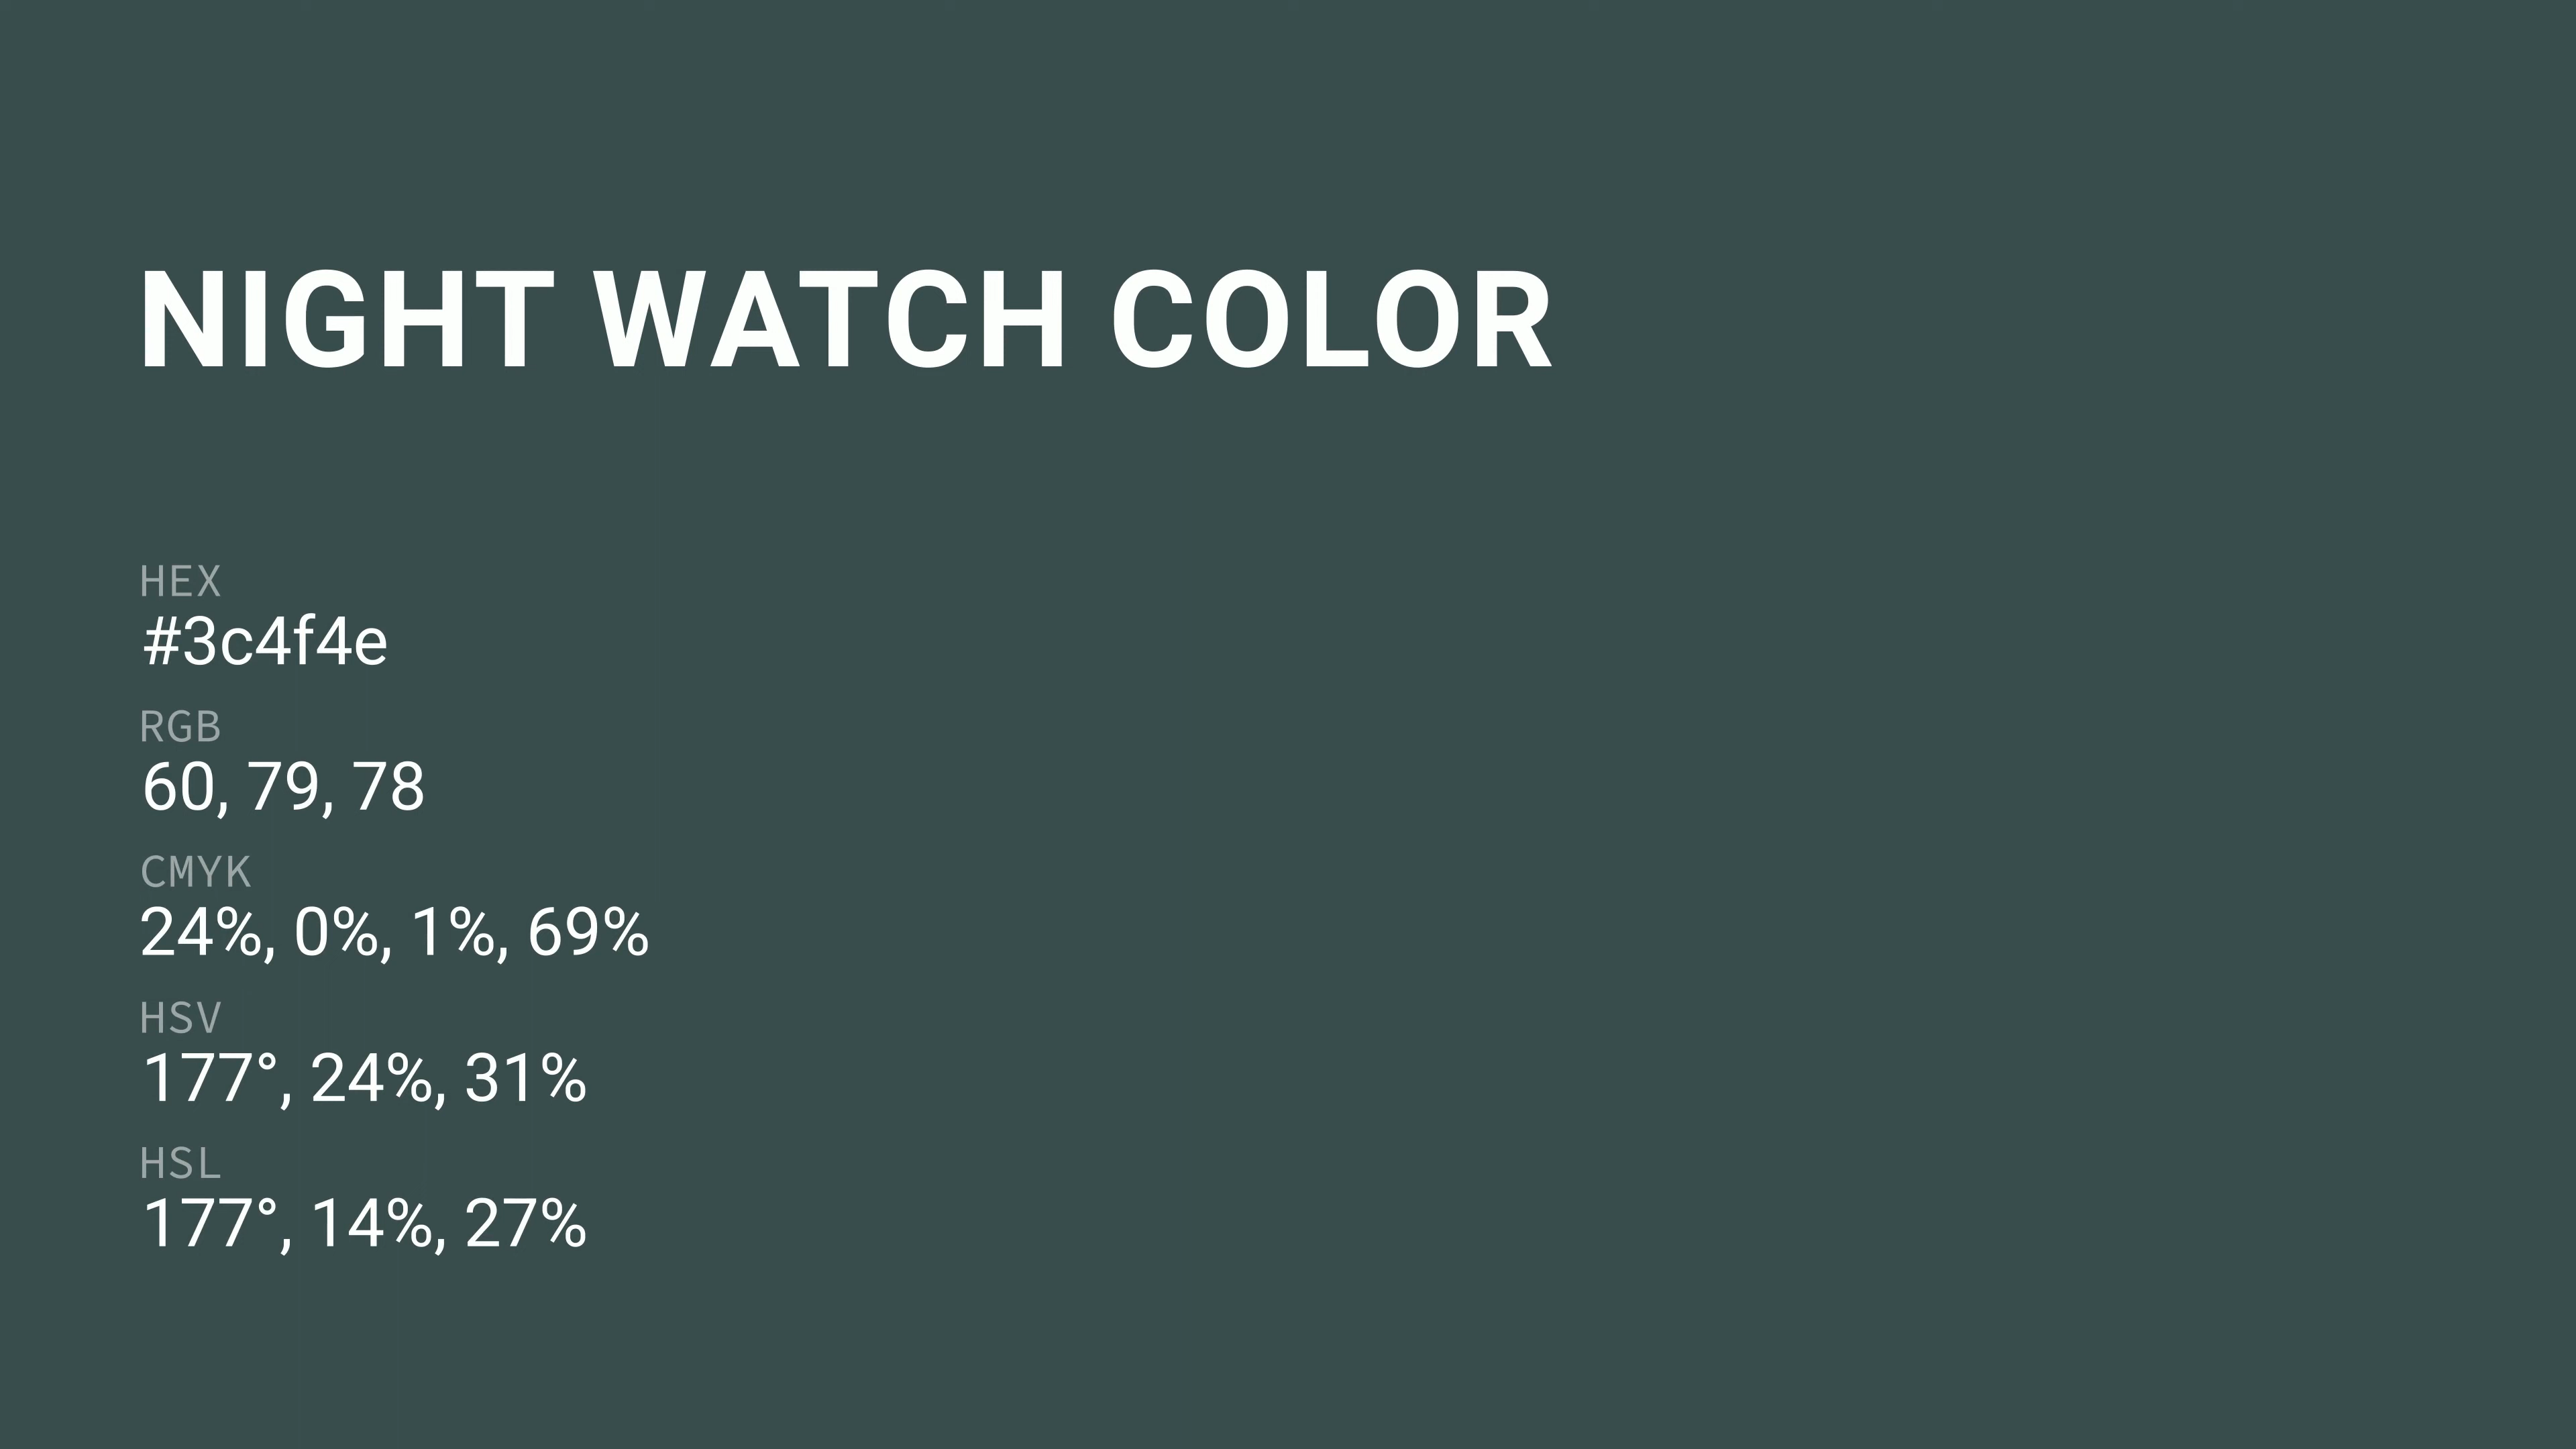 NIGHT WATCH COLOR
HEX
#3c4f4e
RGB
60, 79, 78
CMYK
24%, 0%, 1%, 69%
HSV
177°, 24%, 31%
HSL
177°, 14%, 27%